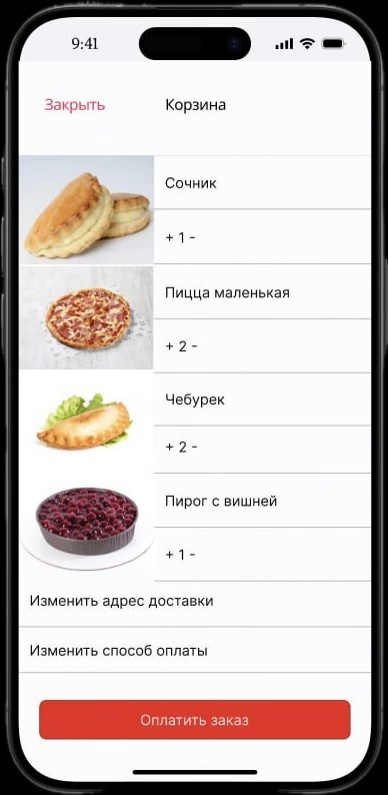 9:41
Закрыть Корзина
Сочник
+ 1 -
Пицца маленькая
+ 2 -
Чебурек
+ 2 -
Пирог с вишней
+ 1 -
Изменить адрес доставки
Изменить способ оплаты
Оплатить заказ